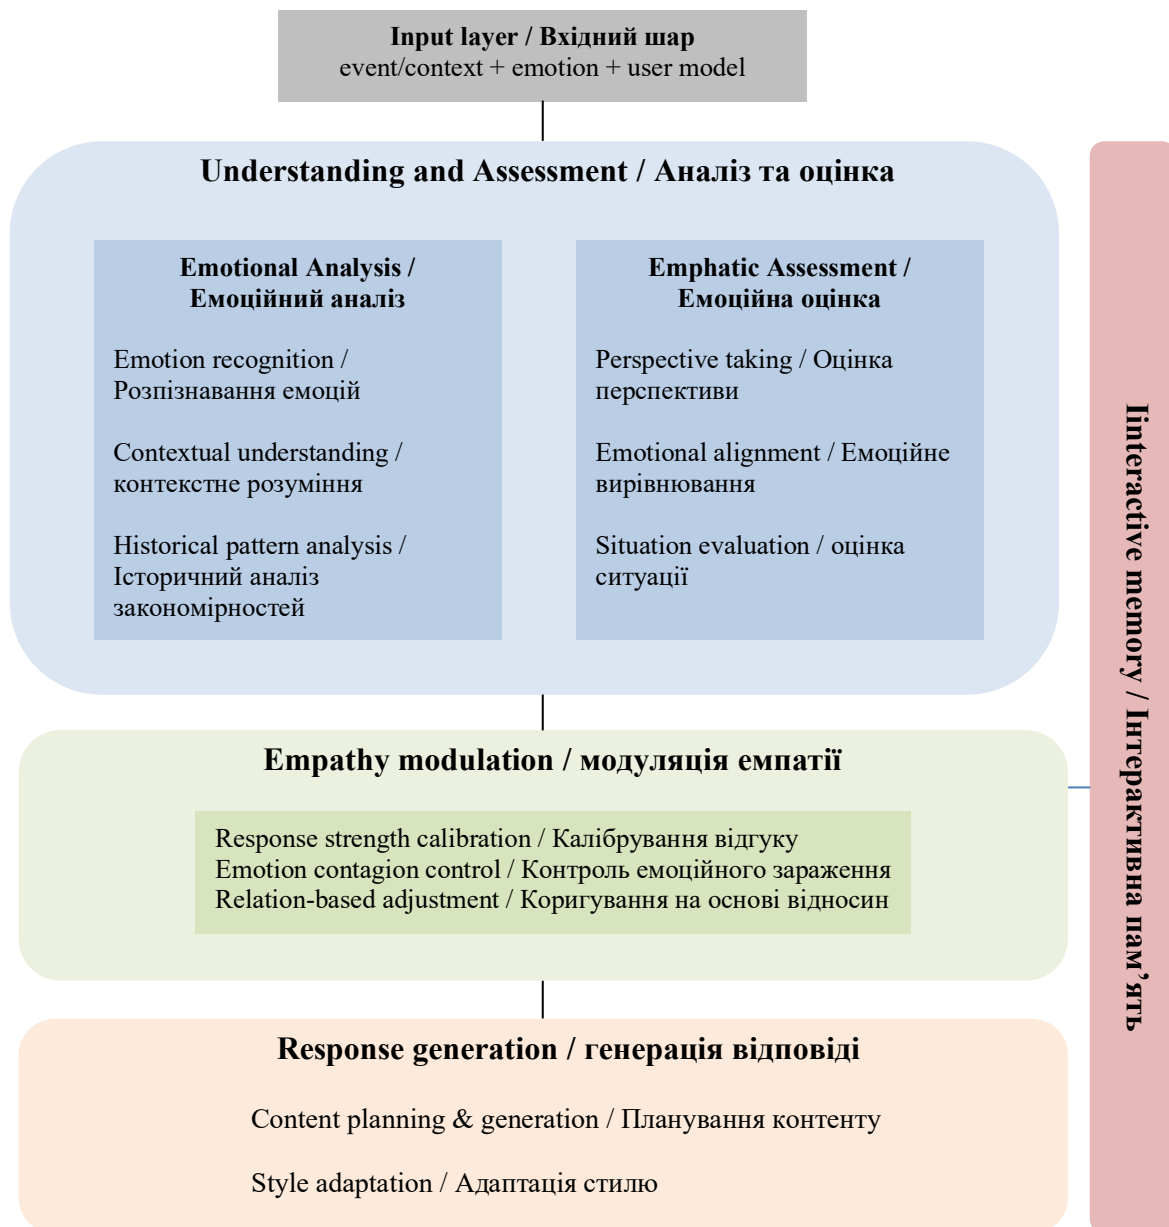 Input layer / Вхідний шар
event/context + emotion + user model
Understanding and Assessment / Аналіз та оцінка
Emotional Analysis /
Емоційний аналіз
Emotion recognition /
Розпізнавання емоцій
Contextual understanding /
контекстне розуміння
Historical pattern analysis /
Історичний аналіз
закономірностей
Emphatic Assessment /
Емоційна оцінка
Perspective taking / Оцінка
перспективи
Emotional alignment / Емоційне
вирівнювання
Situation evaluation / оцінка
ситуації
Empathy modulation / модуляція емпатії
Response strength calibration / Калібрування відгуку
Emotion contagion control / Контроль емоційного зараження
Relation-based adjustment / Коригування на основі відносин
Response generation / генерація відповіді
Content planning & generation / Планування контенту
Style adaptation / Адаптація стилю
Iinteractive memory / Інтерактивна пам’ять